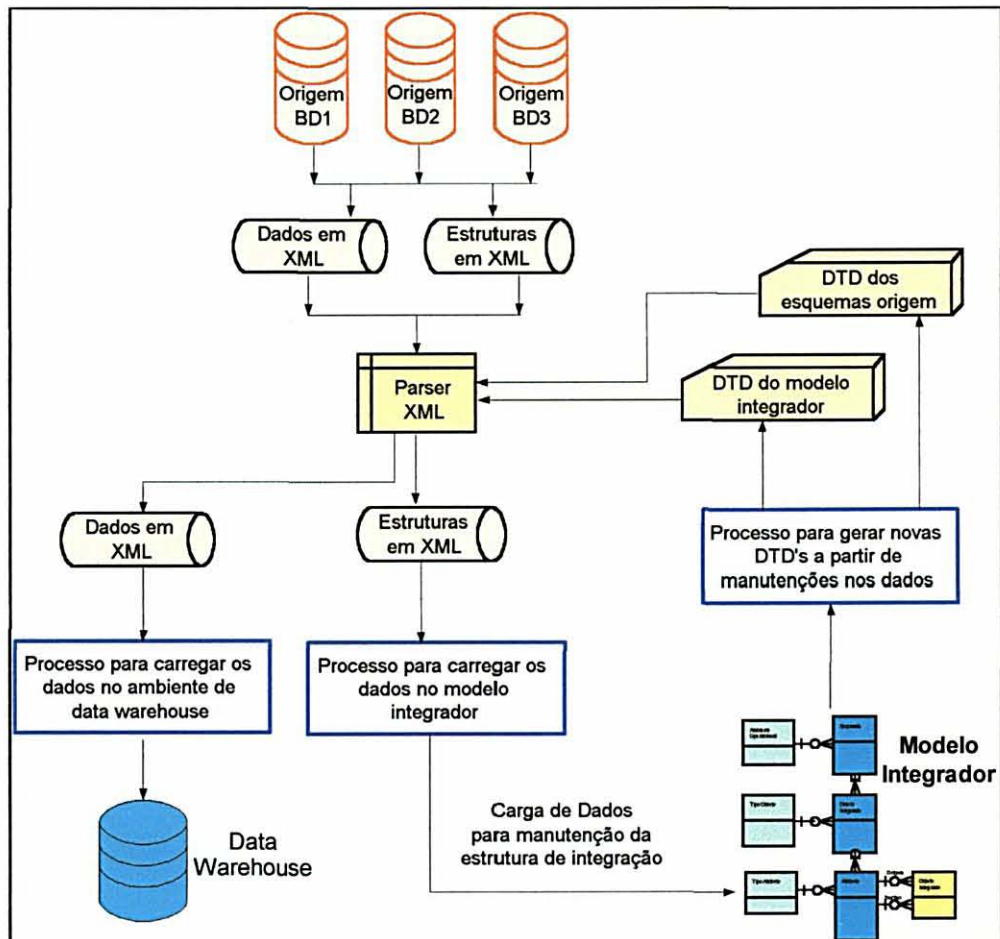 Origem
BD1
Origem
BD2
Origem
BD3
Dados em
XML
Estruturas
em XML
DTD dos
esquemas origem
Parser
XML
DTD do modelo
integrador
Dados em
XML
Estruturas
em XML
Processo para gerar novas
DTD's a partir de
manutenções nos dados
Processo para carregar os
dados no ambiente de
data warehouse
Processo para carregar os
dados no modelo
integrador
Modelo
Integrador
Carga de Dados
para manutenção da
estrutura de integração
Data
Warehouse